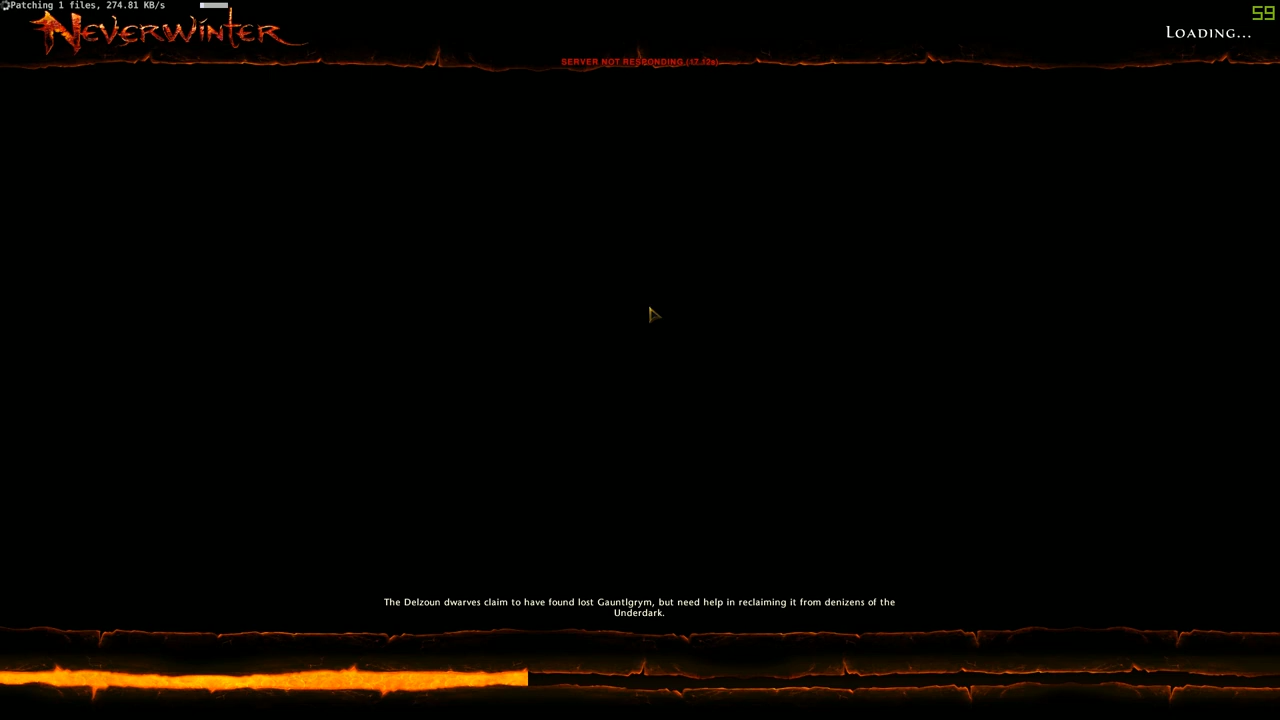 Patching 1 files, 274.81 KB/s
59
NEVERWINTER
LOADING...
SERVER NOT RESPONDING (17.12s)
The Delzoun dwarves claim to have found lost Gauntlgrym, but need help in reclaiming it from denizens of the
Underdark.